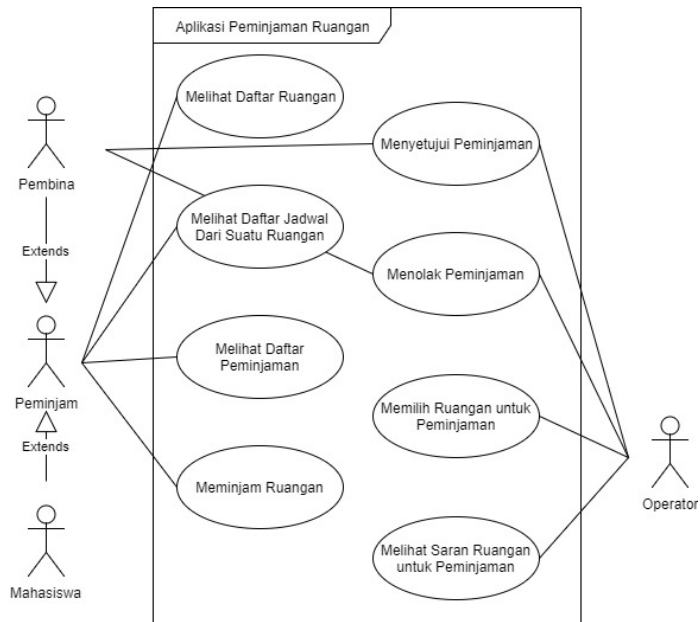 Aplikasi Peminjaman Ruangan
Melihat Daftar Ruangan
Menyetujui Peminjaman
Pembina
Melihat Daftar Jadwal
Dari Suatu Ruangan
Extends
Menolak Peminjaman
Melihat Daftar
Peminjaman
Peminjam
Memilih Ruangan untuk
Peminjaman
Extends
Meminjam Ruangan
Operator
Melihat Saran Ruangan
untuk Peminjaman
Mahasiswa